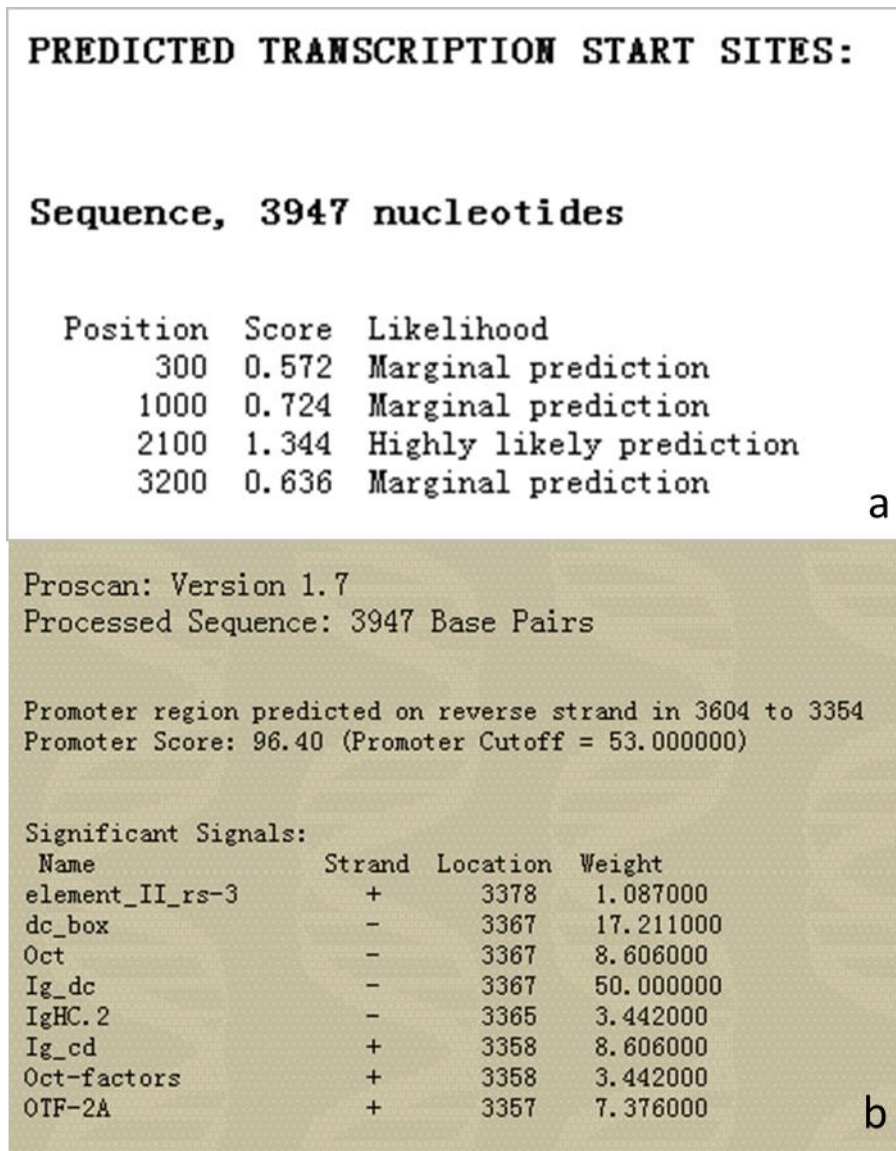 PREDICTED TRANSCRIPTION START SITES:
Sequence, 3947 nucleotides
Position Score Likelihood
300 0.572 Marginal prediction
1000 0.724 Marginal prediction
2100 1.344 Highly likely prediction
3200 0.636 Marginal prediction
a
Proscan: Version 1.7
Processed Sequence: 3947 Base Pairs
Promoter region predicted on reverse strand in 3604 to 3354
Promoter Score: 96.40 (Promoter Cutoff = 53.000000)
Significant Signals:
Name Strand Location Weight
element_II_rs-3 + 3378 1.087000
dc_box - 3367 17.211000
Oct - 3367 8.606000
Ig_dc - 3367 50.000000
IgHC.2 - 3365 3.442000
Ig_cd + 3358 8.606000
Oct-factors + 3358 3.442000
OTF-2A + 3357 7.376000
b